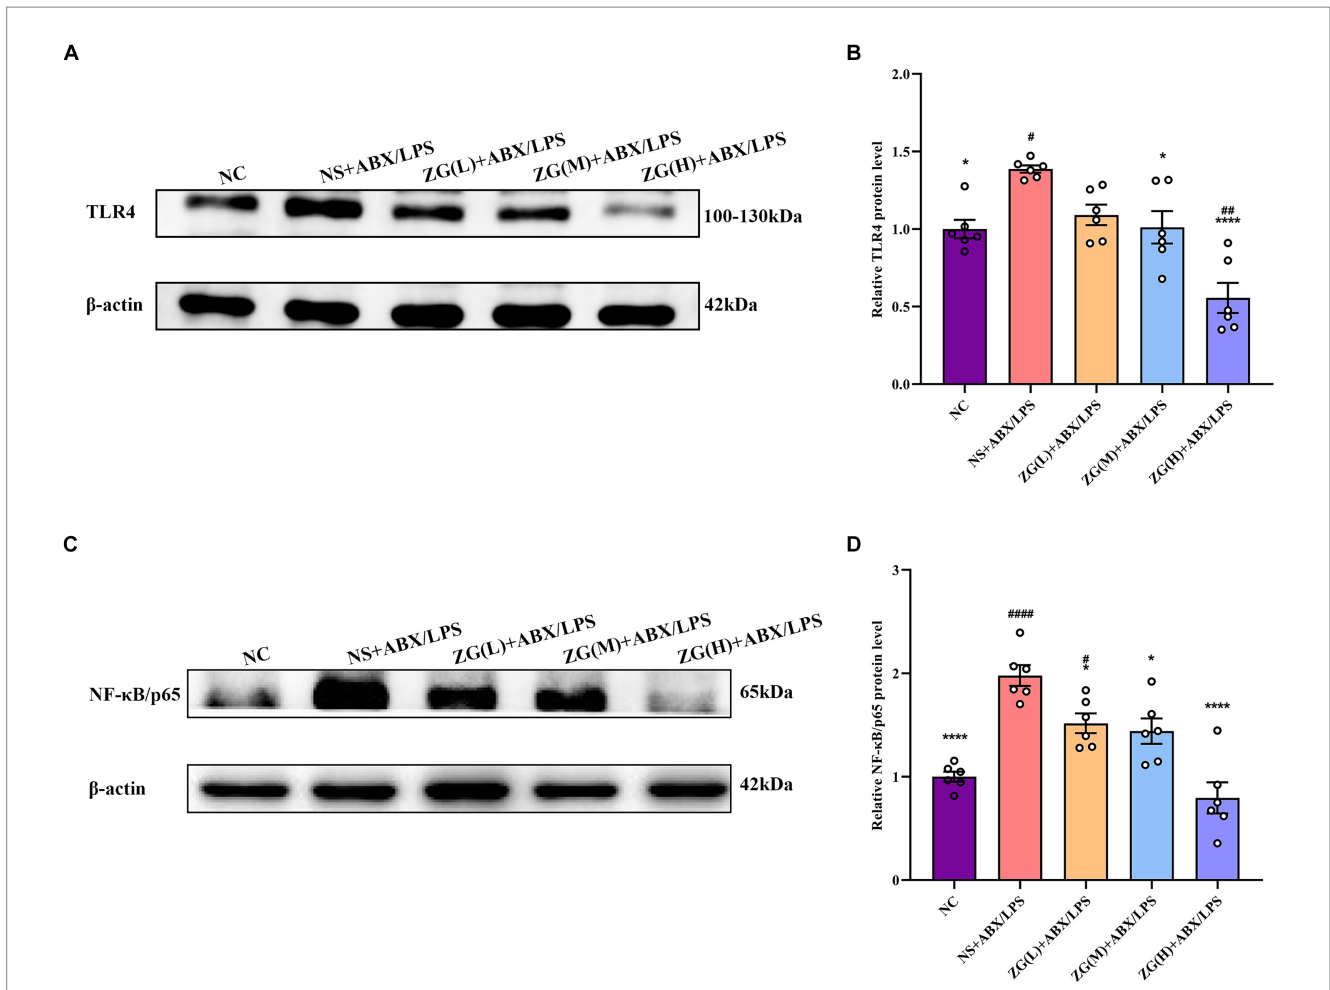 A
NC
NS+ABX/LPS
ZG(L)+ABX/LPS
ZG(M)+ABX/LPS
ZG(H)+ABX/LPS
TLR4
100-130kDa
β-actin
42kDa
B
Relative TLR4 protein level
2.0
1.5
1.0
0.5
0.0
*
#
*
##
****
NC
NS+ABX/LPS
ZG(L)+ABX/LPS
ZG(M)+ABX/LPS
ZG(H)+ABX/LPS
C
NC
NS+ABX/LPS
ZG(L)+ABX/LPS
ZG(M)+ABX/LPS
ZG(H)+ABX/LPS
NF-κB/p65
65kDa
β-actin
42kDa
D
Relative NF-κB/p65 protein level
3
2
1
0
****
####
#
*
*
****
NC
NS+ABX/LPS
ZG(L)+ABX/LPS
ZG(M)+ABX/LPS
ZG(H)+ABX/LPS